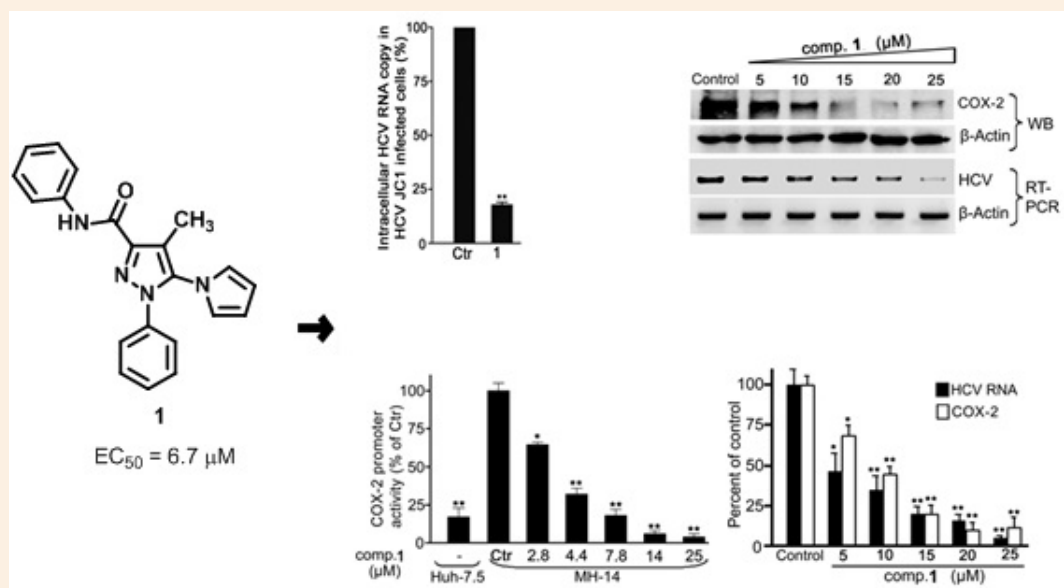 O
NH
CH3
N
N
N
1
EC50 = 6.7 µM
Intracellular HCV RNA copy in
HCV JC1 infected cells (%)
100
75
50
25
0
**
Ctr 1
comp. 1 (µM)
Control 5 10 15 20 25
COX-2
β-Actin
WB
HCV
β-Actin
RT-
PCR
COX-2 promoter
activity (% of Ctr)
100
75
50
25
0
** * ** ** ** **
comp.1
(µM)
- Ctr 2.8 4.4 7.8 14 25
Huh-7.5 MH-14
Percent of control
100
75
50
25
0
HCV RNA
COX-2
* * ** ** ** ** ** ** ** **
Control 5 10 15 20 25
comp.1 (µM)